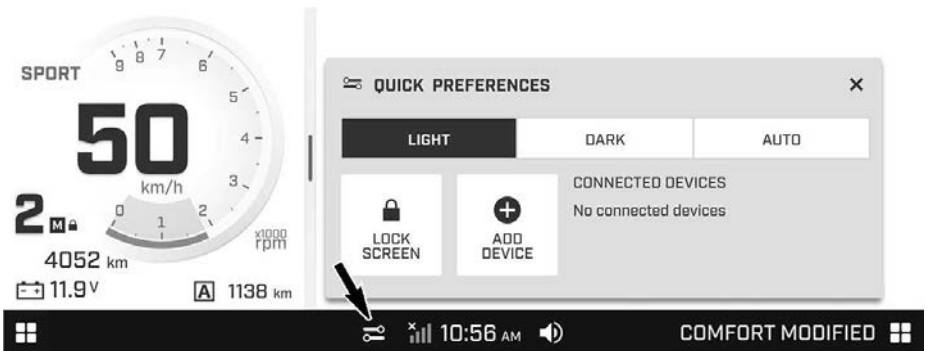 SPORT
9 8 7 6 5 4 3 2 1 0
50
km/h
2 M
x1000
rpm
4052 km
11.9 V
A 1138 km
QUICK PREFERENCES
LIGHT DARK AUTO
LOCK
SCREEN
ADD
DEVICE
CONNECTED DEVICES
No connected devices
10:56 AM
COMFORT MODIFIED